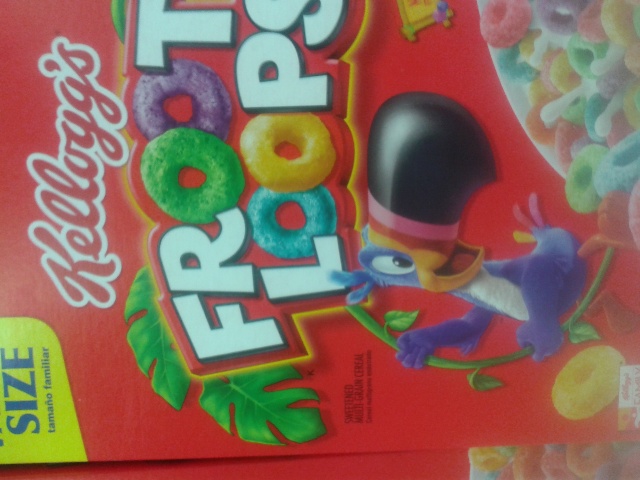 Kellogg's
FROOT
LOOPS
SWEETENED
MULTI-GRAIN CEREAL
SIZE
tamaño familiar